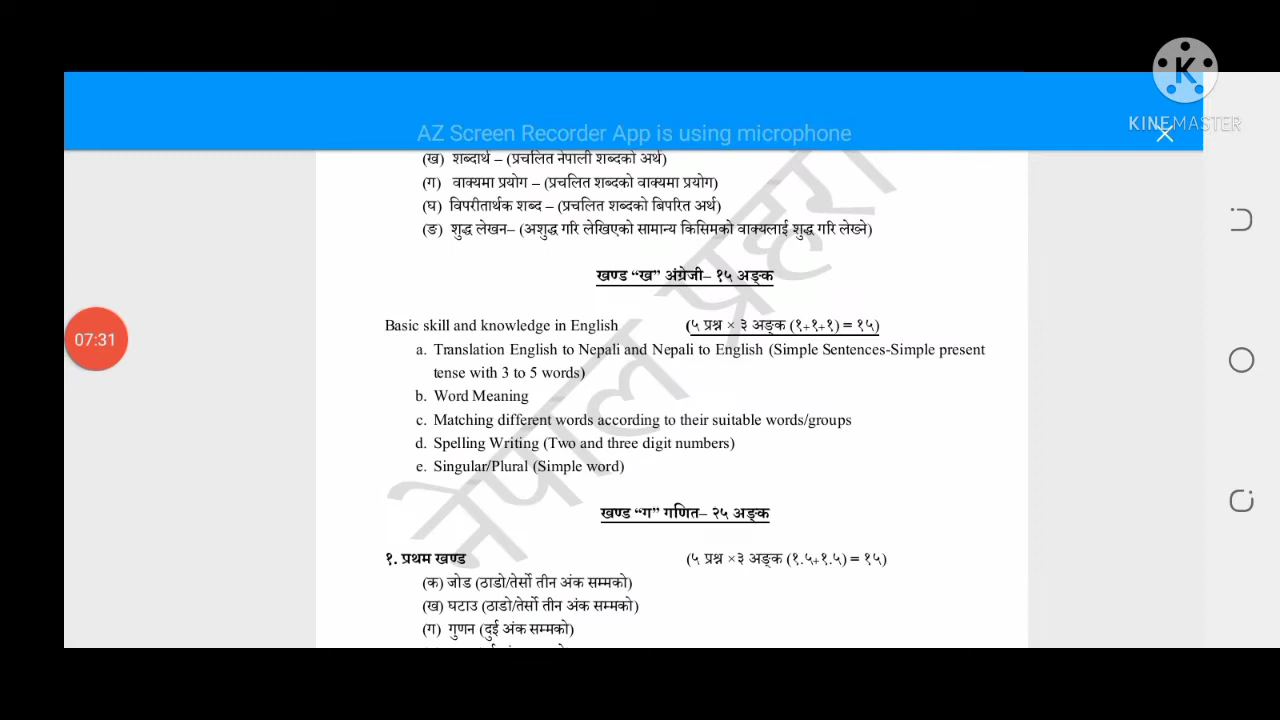 K
KINEMASTER
AZ Screen Recorder App is using microphone
(ख) शब्दार्थ – (प्रचलित नेपाली शब्दको अर्थ)
(ग) वाक्यमा प्रयोग – (प्रचलित शब्दको वाक्यमा प्रयोग)
(घ) विपरीतार्थक शब्द – (प्रचलित शब्दको बिपरित अर्थ)
(ङ) शुद्ध लेखन– (अशुद्ध गरि लेखिएको सामान्य किसिमको वाक्यलाई शुद्ध गरि लेख्ने)
खण्ड “ख” अंग्रेजी– १५ अङ्क
07:31
Basic skill and knowledge in English (५ प्रश्न × ३ अङ्क (१+१+१) = १५)
a. Translation English to Nepali and Nepali to English (Simple Sentences-Simple present
tense with 3 to 5 words)
b. Word Meaning
c. Matching different words according to their suitable words/groups
d. Spelling Writing (Two and three digit numbers)
e. Singular/Plural (Simple word)
खण्ड “ग” गणित– २५ अङ्क
१. प्रथम खण्ड (५ प्रश्न ×३ अङ्क (१.५+१.५) = १५)
(क) जोड (ठाडो/तेर्सो तीन अंक सम्मको)
(ख) घटाउ (ठाडो/तेर्सो तीन अंक सम्मको)
(ग) गुणन (दुई अंक सम्मको)
नेपाल प्रहरी